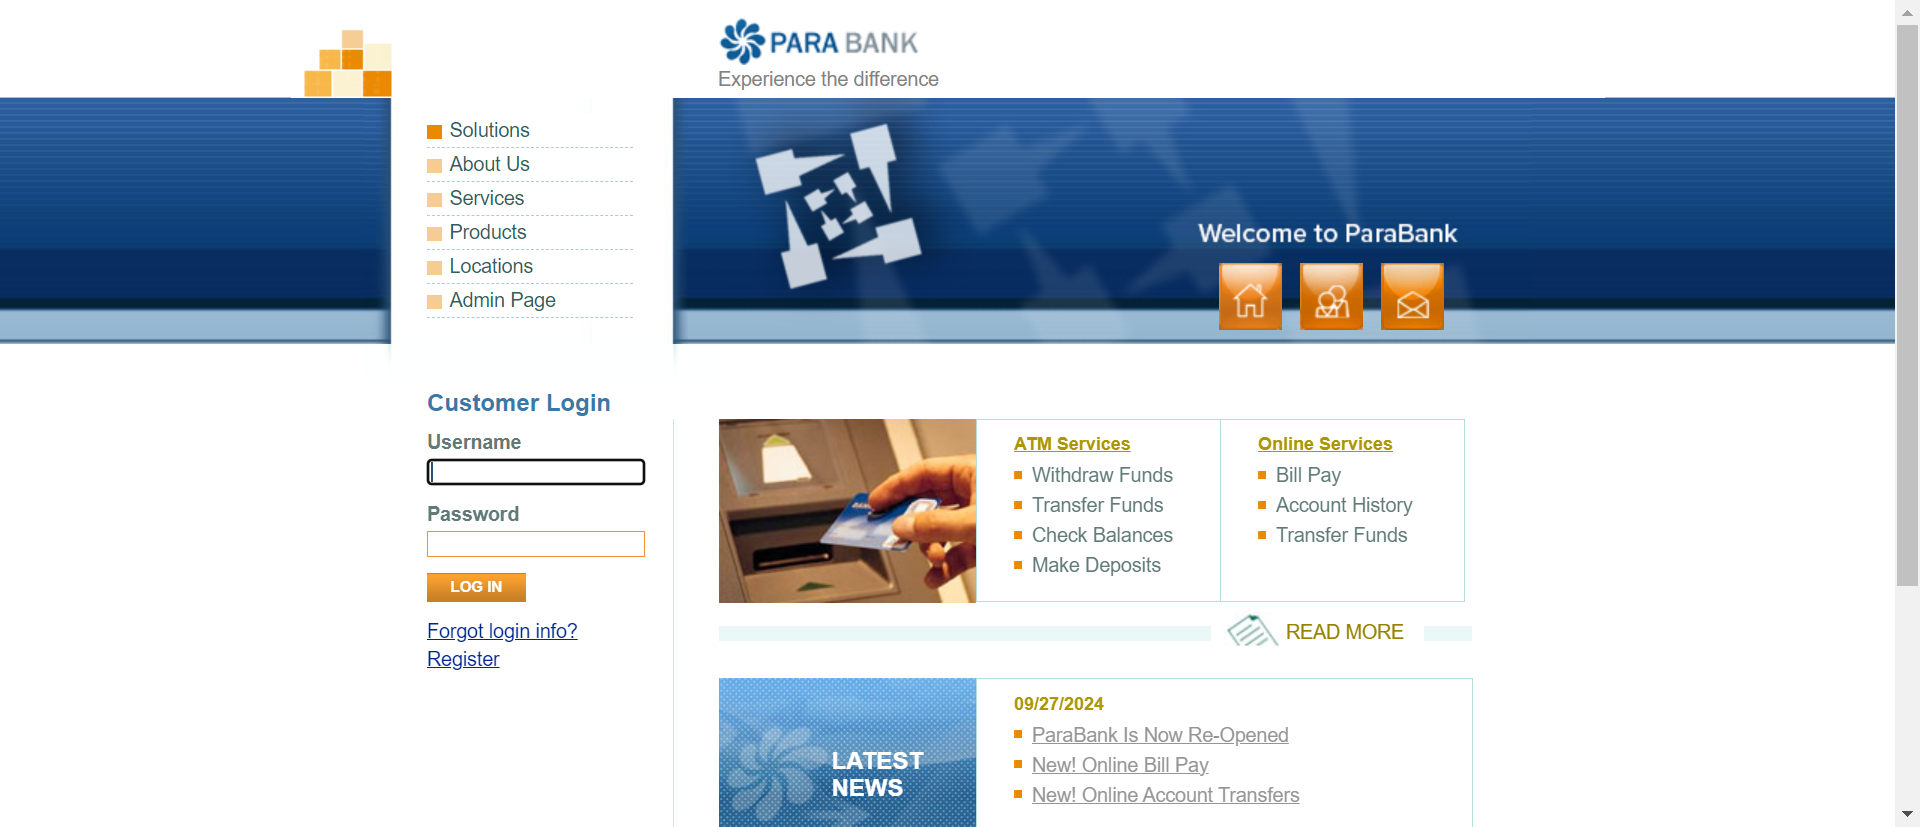 PARA BANK
Experience the difference
Solutions
About Us
Services
Products
Locations
Admin Page
Welcome to ParaBank
Customer Login
Username
Password
LOG IN
Forgot login info?
Register
ATM Services
Withdraw Funds
Transfer Funds
Check Balances
Make Deposits
Online Services
Bill Pay
Account History
Transfer Funds
READ MORE
LATEST
NEWS
09/27/2024
ParaBank Is Now Re-Opened
New! Online Bill Pay
New! Online Account Transfers